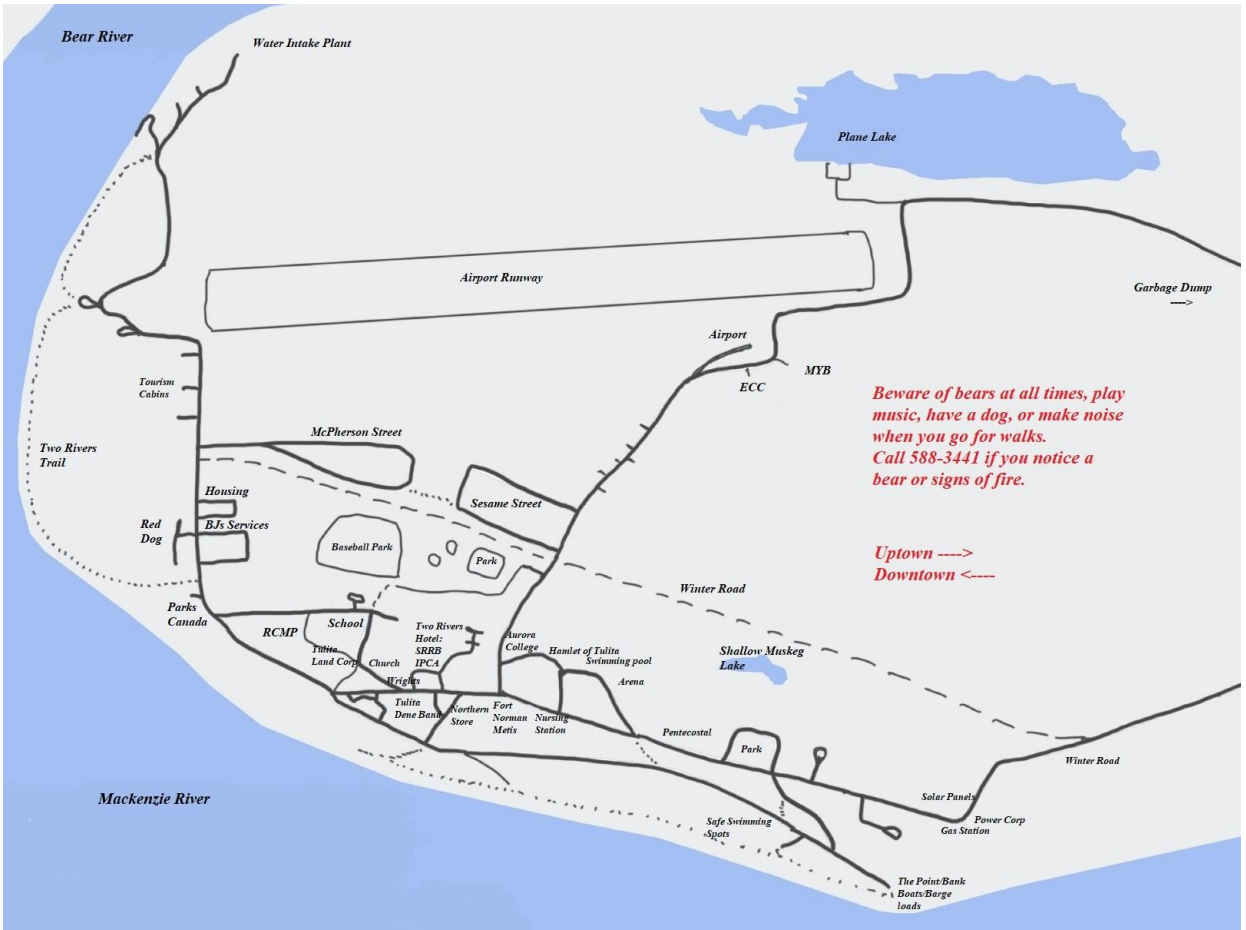 Bear River
Water Intake Plant
Plane Lake
Airport Runway
Garbage Dump
---->
Airport
MYB
ECC
Tourism
Cabins
Beware of bears at all times, play
music, have a dog, or make noise
when you go for walks.
Call 588-3441 if you notice a
bear or signs of fire.
McPherson Street
Two Rivers
Trail
Housing
Sesame Street
Red
Dog
BJs Services
Baseball Park
Park
Uptown ---->
Downtown <----
Winter Road
Parks
Canada
RCMP
School
Two Rivers
Hotel:
SRRB
IPCA
Aurora
College
Tulita
Land Corp
Church
Wrights
Hamlet of Tulita
Swimming pool
Arena
Shallow Muskeg
Lake
Tulita
Dene Band
Northern
Store
Fort
Norman
Metis
Nursing
Station
Pentecostal
Park
Winter Road
Mackenzie River
Solar Panels
Power Corp
Gas Station
Safe Swimming
Spots
The Point/Bank
Boats/Barge
loads